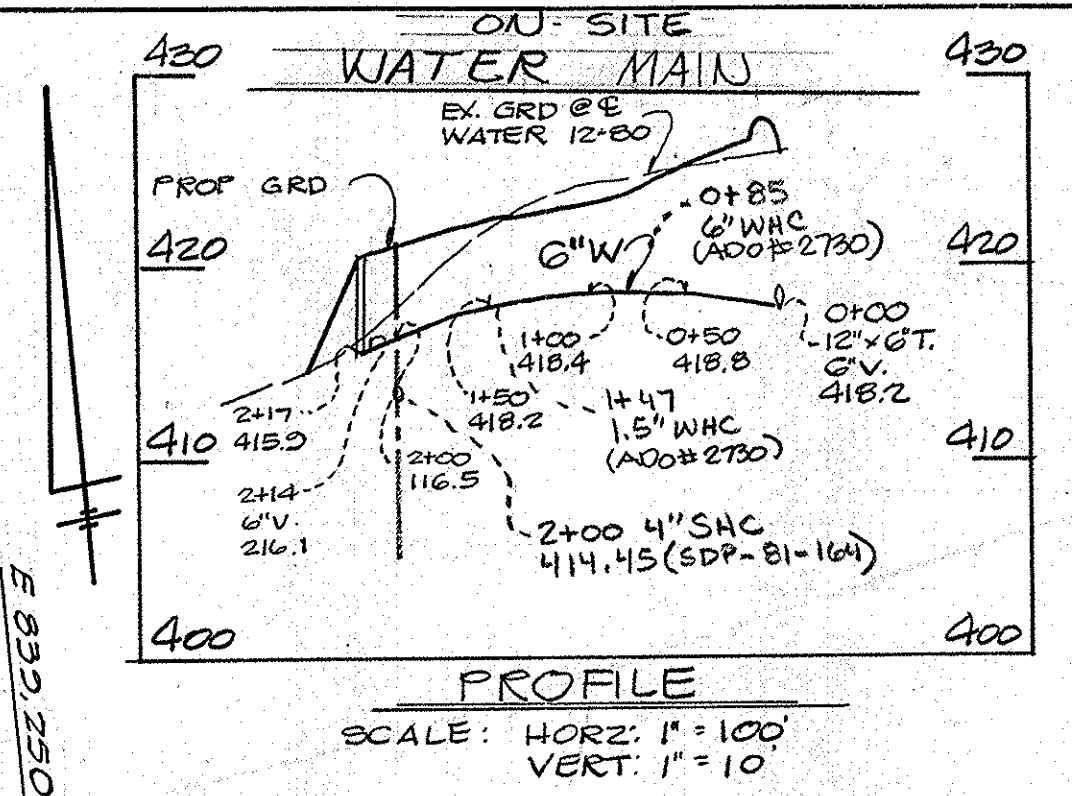 ON-SITE
WATER MAIN
430
430
EX. GRD @ ℄
WATER 12-80
PROP GRD
0+85
6" WHC
(ADO# 2730)
420
6"W
420
0+00
12"x6"T.
6"V.
418.2
1+00
418.4
0+50
418.8
1+50
418.2
1+47
1.5" WHC
(ADO# 2730)
2+17
415.9
410
410
2+00
116.5
2+14
6"V.
216.1
2+00 4" SHC
414.45 (SDP-81-164)
400
400
E 839,250
PROFILE
SCALE: HORZ: 1" = 100'
VERT: 1" = 10'